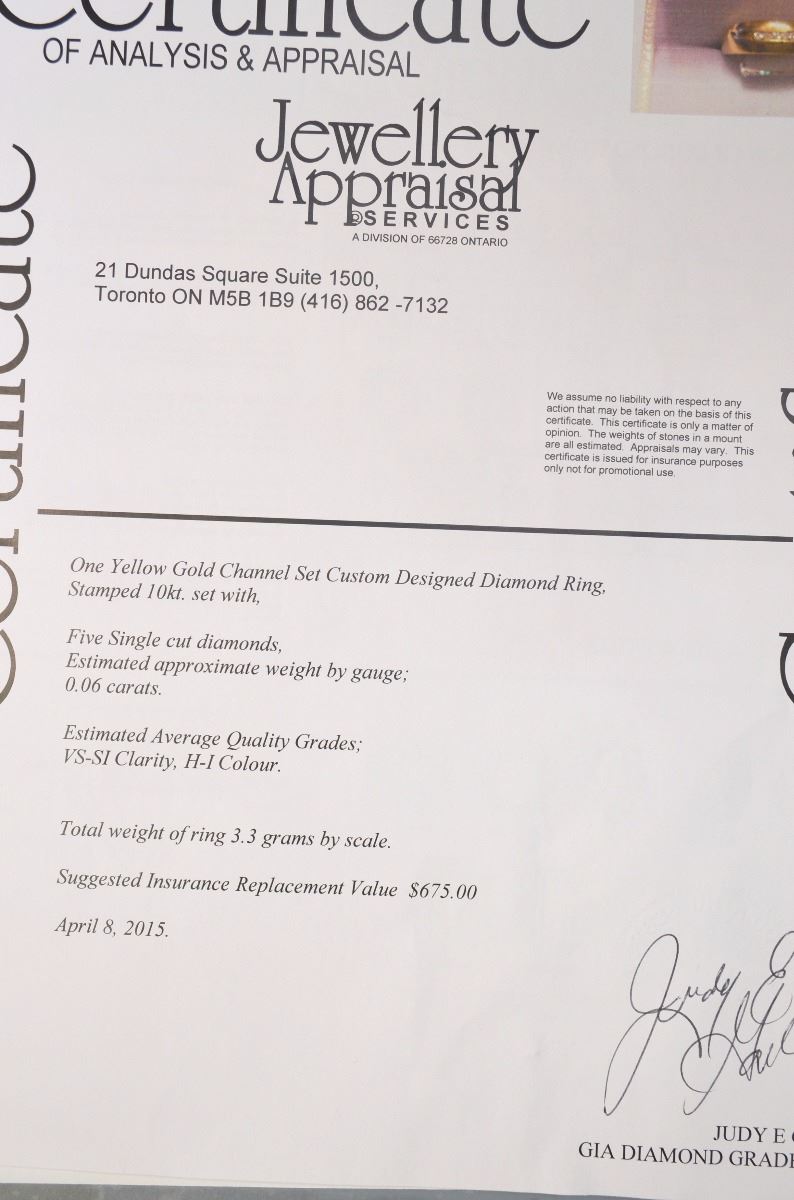 Certificate
OF ANALYSIS & APPRAISAL
Jewellery
Appraisal
SERVICES
A DIVISION OF 66728 ONTARIO
21 Dundas Square Suite 1500,
Toronto ON M5B 1B9 (416) 862 -7132
We assume no liability with respect to any
action that may be taken on the basis of this
certificate. This certificate is only a matter of
opinion. The weights of stones in a mount
are all estimated. Appraisals may vary. This
certificate is issued for insurance purposes
only not for promotional use.
Certificate
One Yellow Gold Channel Set Custom Designed Diamond Ring,
Stamped 10kt. set with,
Five Single cut diamonds,
Estimated approximate weight by gauge;
0.06 carats.
Estimated Average Quality Grades;
VS-SI Clarity, H-I Colour.
Total weight of ring 3.3 grams by scale.
Suggested Insurance Replacement Value $675.00
April 8, 2015.
Judy E
JUDY E
GIA DIAMOND GRADE